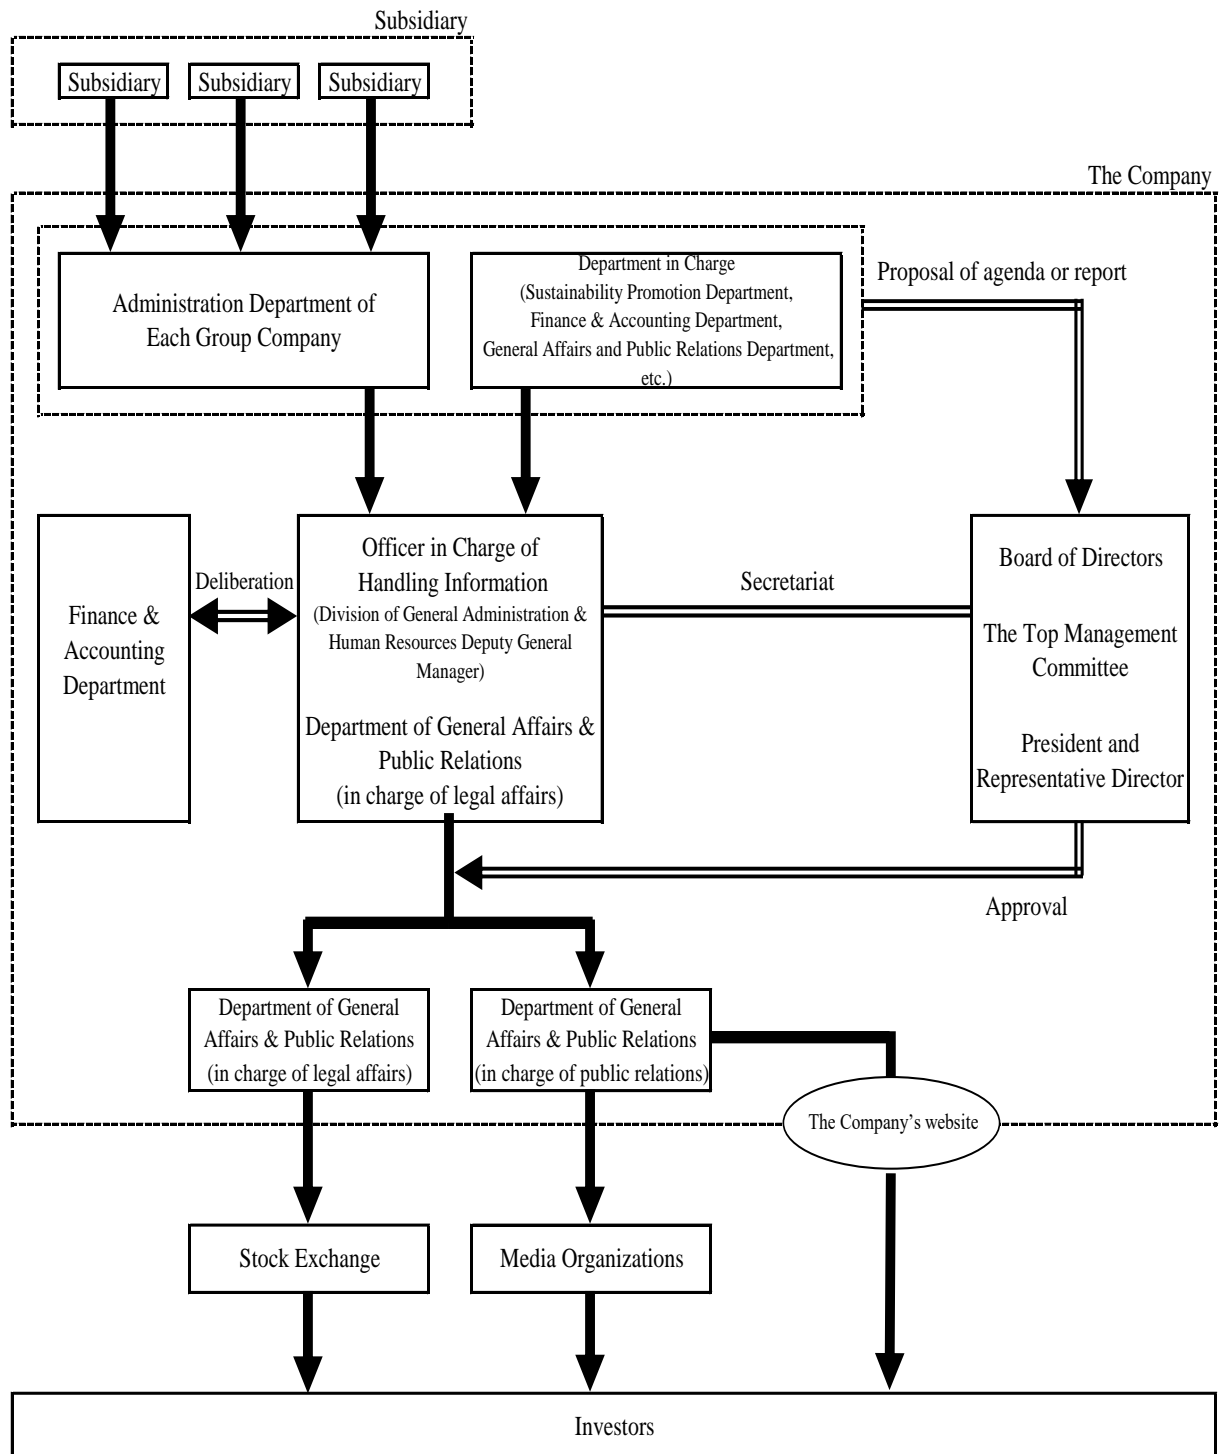 Subsidiary
Subsidiary
Subsidiary
Subsidiary
The Company
Administration Department of
Each Group Company
Department in Charge
(Sustainability Promotion Department,
Finance & Accounting Department,
General Affairs and Public Relations Department,
etc.)
Proposal of agenda or report
Finance &
Accounting
Department
Deliberation
Officer in Charge of
Handling Information
(Division of General Administration &
Human Resources Deputy General
Manager)
Department of General Affairs &
Public Relations
(in charge of legal affairs)
Secretariat
Board of Directors
The Top Management
Committee
President and
Representative Director
Approval
Department of General
Affairs & Public Relations
(in charge of legal affairs)
Department of General
Affairs & Public Relations
(in charge of public relations)
The Company’s website
Stock Exchange
Media Organizations
Investors